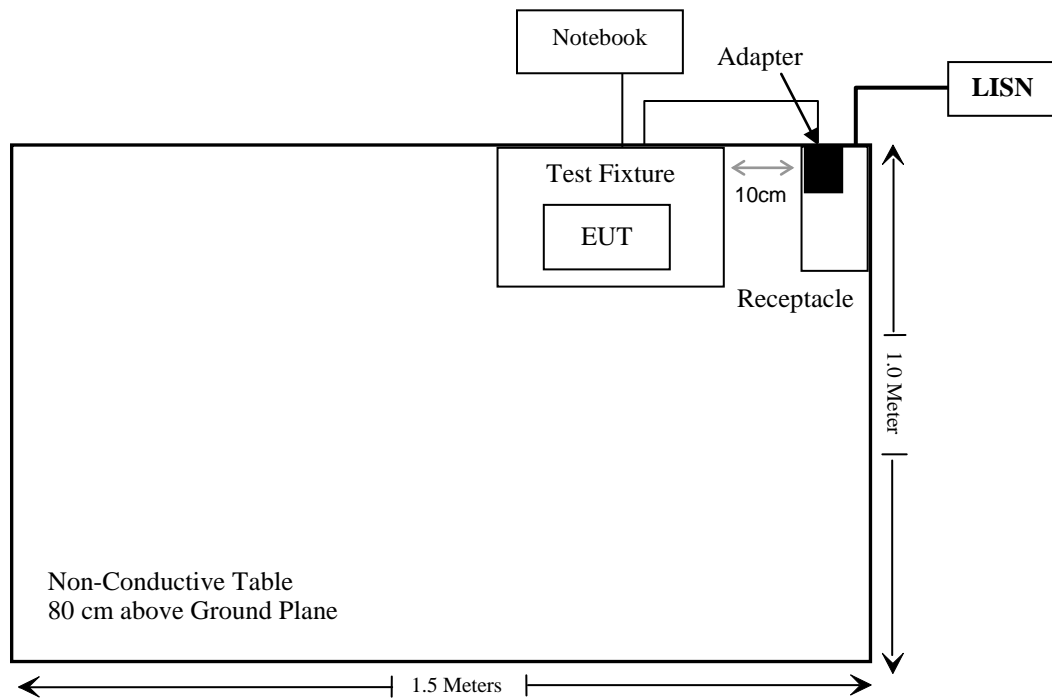 Notebook
Adapter
LISN
Test Fixture
10cm
EUT
Receptacle
1.0 Meter
Non-Conductive Table
80 cm above Ground Plane
1.5 Meters